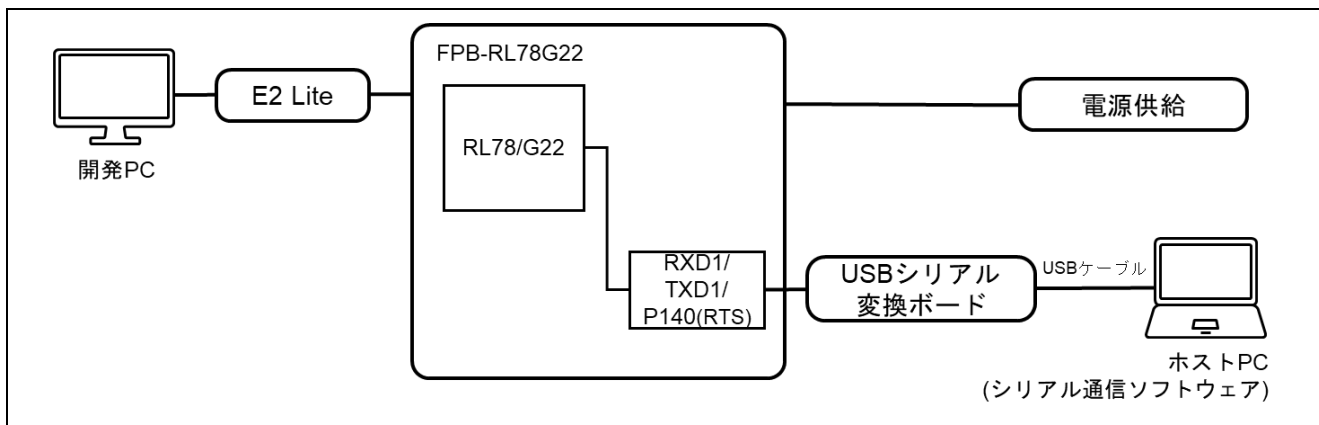 FPB-RL78G22
E2 Lite
電源供給
RL78/G22
開発PC
RXD1/
TXD1/
P140(RTS)
USBシリアル
変換ボード
USBケーブル
ホストPC
(シリアル通信ソフトウェア)